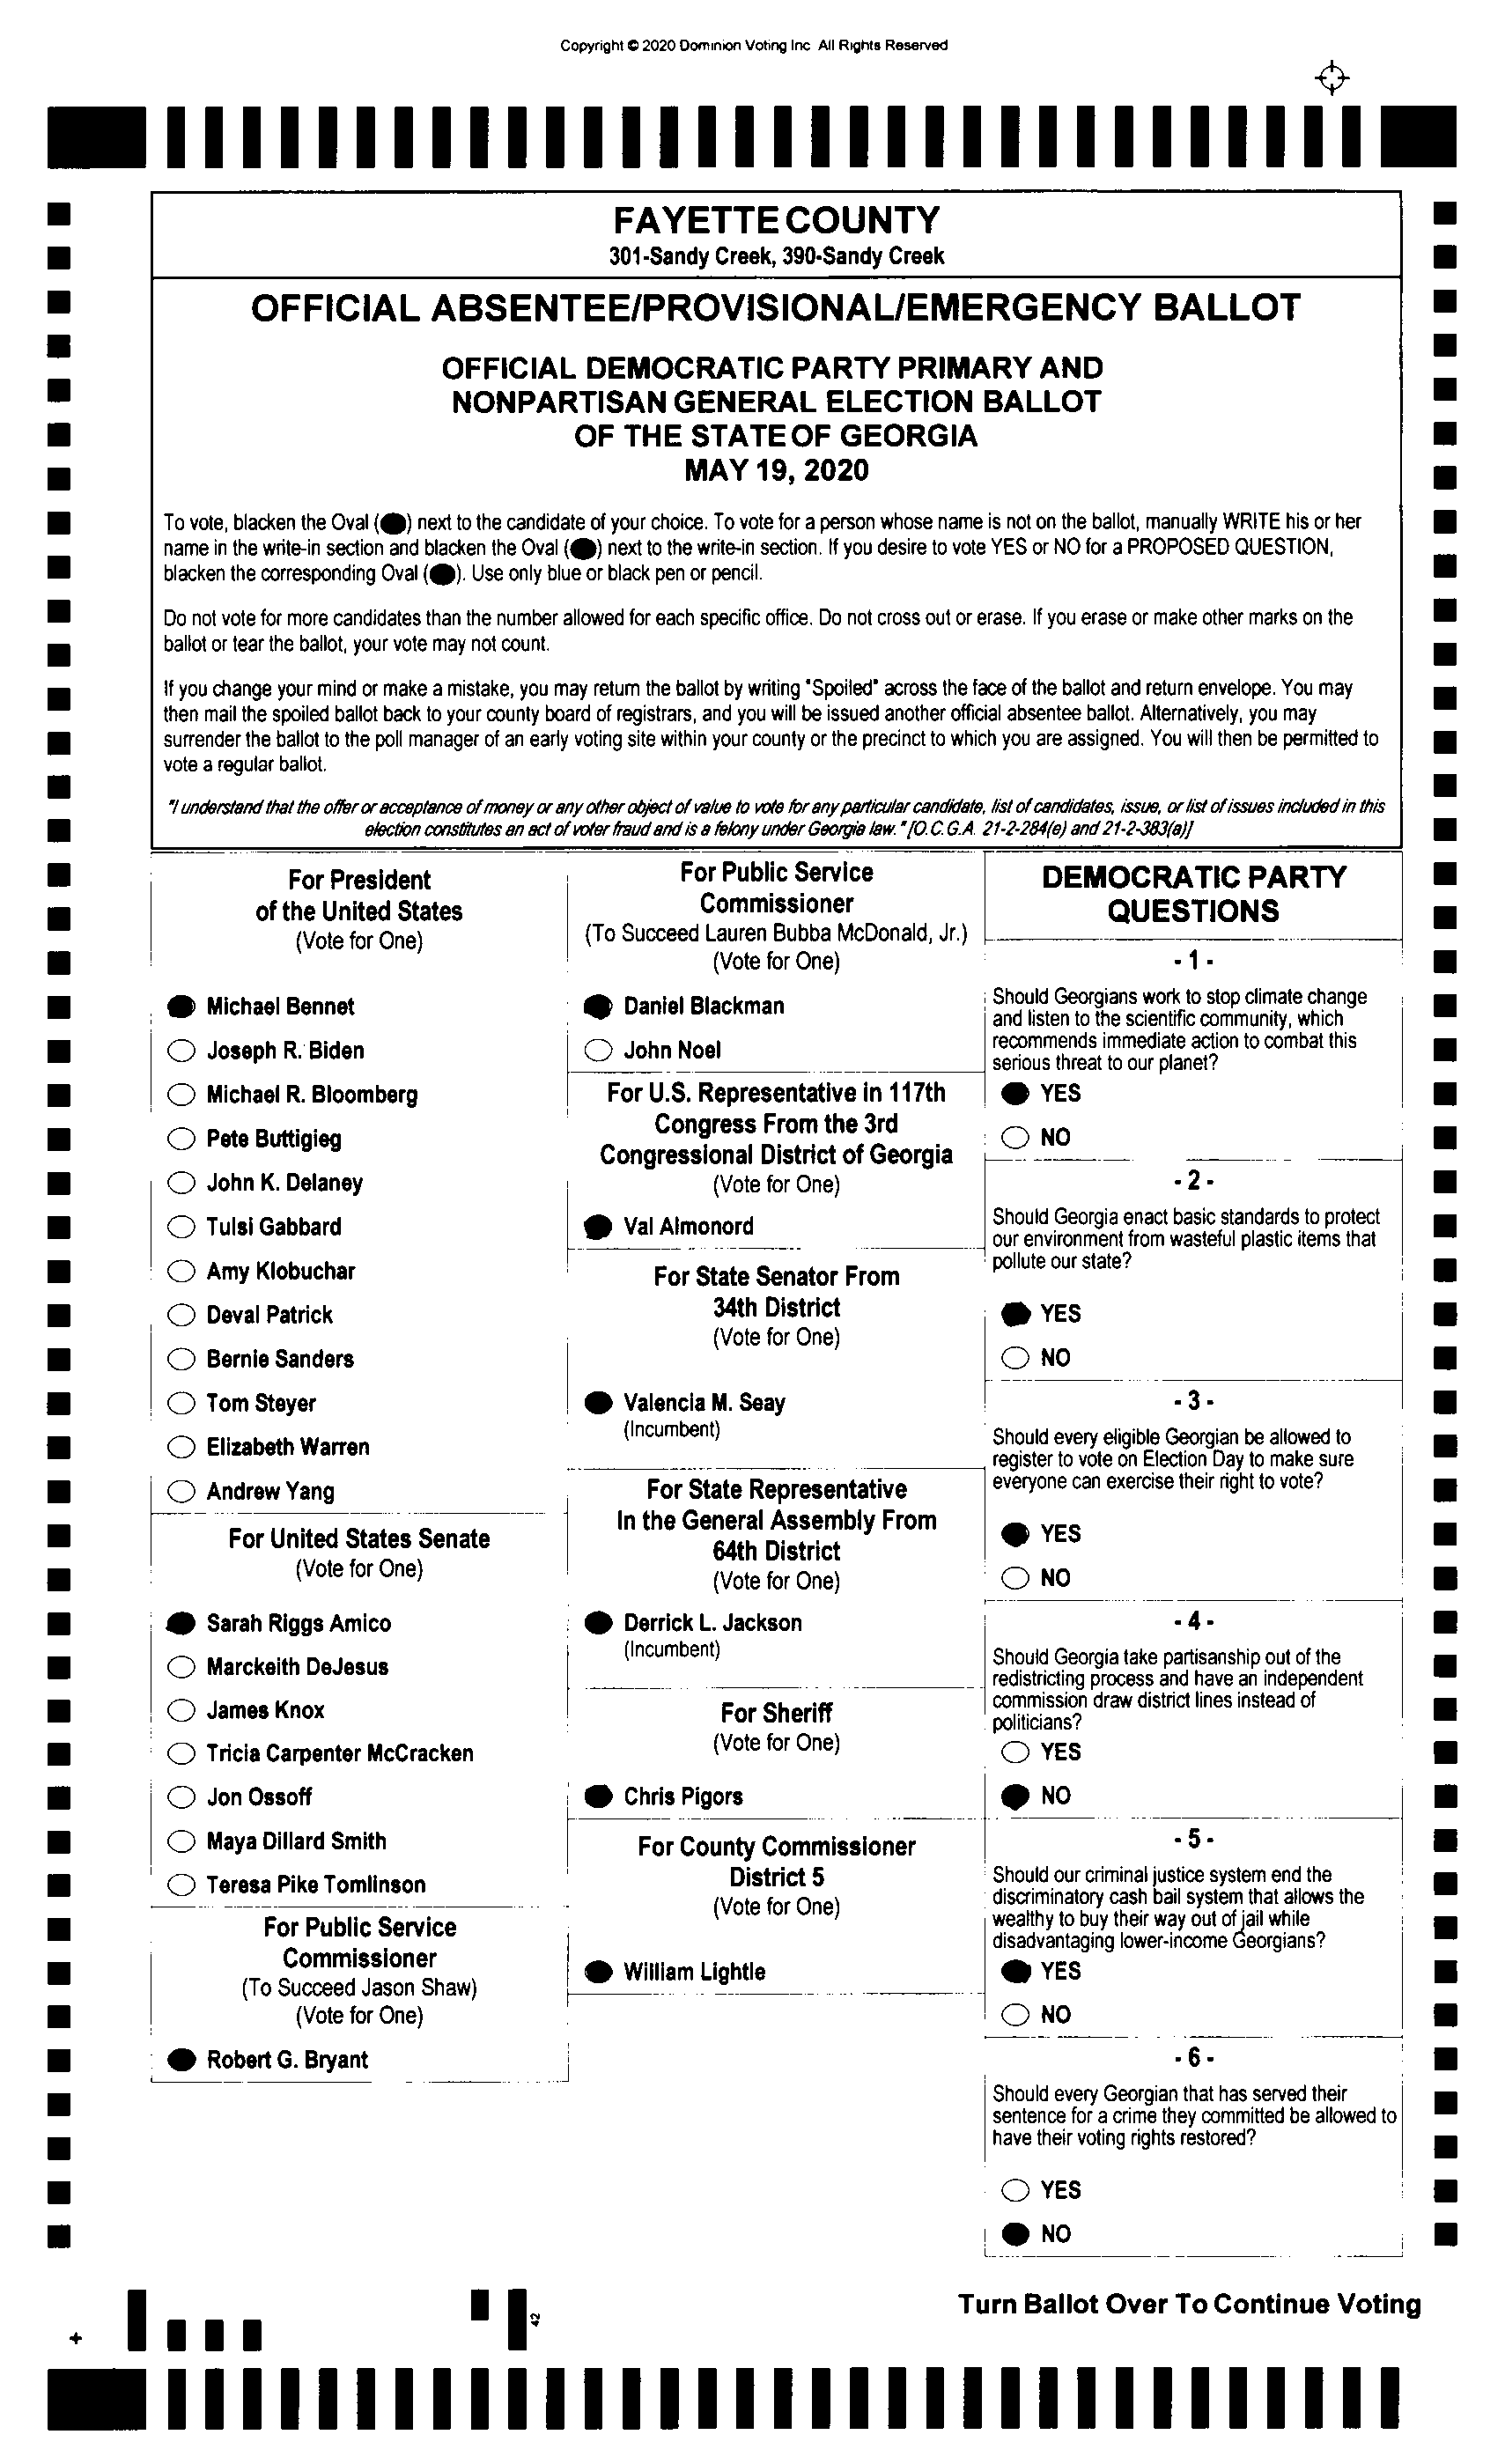 Copyright © 2020 Dominion Voting Inc All Rights Reserved
FAYETTE COUNTY
301-Sandy Creek, 390-Sandy Creek
OFFICIAL ABSENTEE/PROVISIONAL/EMERGENCY BALLOT
OFFICIAL DEMOCRATIC PARTY PRIMARY AND
NONPARTISAN GENERAL ELECTION BALLOT
OF THE STATE OF GEORGIA
MAY 19, 2020
To vote, blacken the Oval ( ) next to the candidate of your choice. To vote for a person whose name is not on the ballot, manually WRITE his or her
name in the write-in section and blacken the Oval ( ) next to the write-in section. If you desire to vote YES or NO for a PROPOSED QUESTION,
blacken the corresponding Oval ( ). Use only blue or black pen or pencil.
Do not vote for more candidates than the number allowed for each specific office. Do not cross out or erase. If you erase or make other marks on the
ballot or tear the ballot, your vote may not count.
If you change your mind or make a mistake, you may return the ballot by writing "Spoiled" across the face of the ballot and return envelope. You may
then mail the spoiled ballot back to your county board of registrars, and you will be issued another official absentee ballot. Alternatively, you may
surrender the ballot to the poll manager of an early voting site within your county or the precinct to which you are assigned. You will then be permitted to
vote a regular ballot.
"I understand that the offer or acceptance of money or any other object of value to vote for any particular candidate, list of candidates, issue, or list of issues included in this
election constitutes an act of voter fraud and is a felony under Georgia law. "[O.C.G.A. 21-2-284(e) and 21-2-383(a)]
For President
of the United States
(Vote for One)
Michael Bennet
Joseph R. Biden
Michael R. Bloomberg
Pete Buttigieg
John K. Delaney
Tulsi Gabbard
Amy Klobuchar
Deval Patrick
Bernie Sanders
Tom Steyer
Elizabeth Warren
Andrew Yang
For United States Senate
(Vote for One)
Sarah Riggs Amico
Marckeith DeJesus
James Knox
Tricia Carpenter McCracken
Jon Ossoff
Maya Dillard Smith
Teresa Pike Tomlinson
For Public Service
Commissioner
(To Succeed Jason Shaw)
(Vote for One)
Robert G. Bryant
For Public Service
Commissioner
(To Succeed Lauren Bubba McDonald, Jr.)
(Vote for One)
Daniel Blackman
John Noel
For U.S. Representative in 117th
Congress From the 3rd
Congressional District of Georgia
(Vote for One)
Val Almonord
For State Senator From
34th District
(Vote for One)
Valencia M. Seay
(Incumbent)
For State Representative
In the General Assembly From
64th District
(Vote for One)
Derrick L. Jackson
(Incumbent)
For Sheriff
(Vote for One)
Chris Pigors
For County Commissioner
District 5
(Vote for One)
William Lightle
DEMOCRATIC PARTY
QUESTIONS
- 1 -
Should Georgians work to stop climate change
and listen to the scientific community, which
recommends immediate action to combat this
serious threat to our planet?
YES
NO
- 2 -
Should Georgia enact basic standards to protect
our environment from wasteful plastic items that
pollute our state?
YES
NO
- 3 -
Should every eligible Georgian be allowed to
register to vote on Election Day to make sure
everyone can exercise their right to vote?
YES
NO
- 4 -
Should Georgia take partisanship out of the
redistricting process and have an independent
commission draw district lines instead of
politicians?
YES
NO
- 5 -
Should our criminal justice system end the
discriminatory cash bail system that allows the
wealthy to buy their way out of jail while
disadvantaging lower-income Georgians?
YES
NO
- 6 -
Should every Georgian that has served their
sentence for a crime they committed be allowed to
have their voting rights restored?
YES
NO
Turn Ballot Over To Continue Voting
42